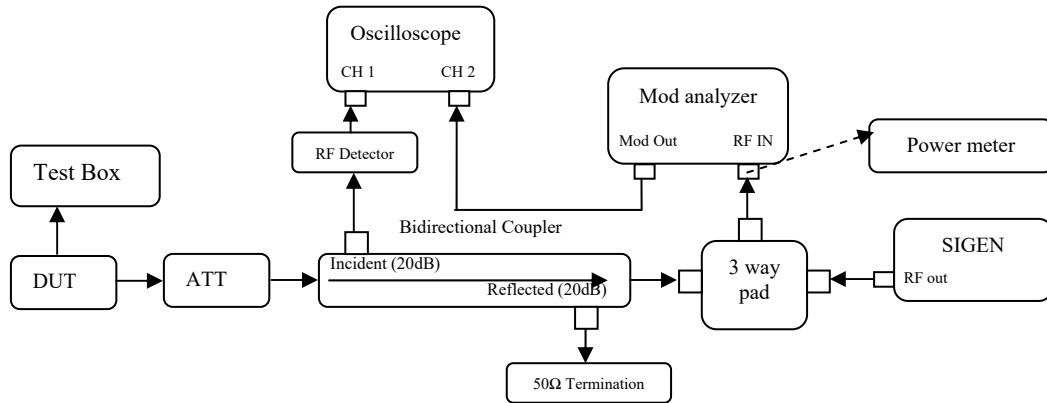 Oscilloscope
CH 1 CH 2
Mod analyzer
Mod Out RF IN
Power meter
RF Detector
Test Box
Bidirectional Coupler
SIGEN
RF out
DUT
ATT
Incident (20dB)
Reflected (20dB)
3 way
pad
50Ω Termination